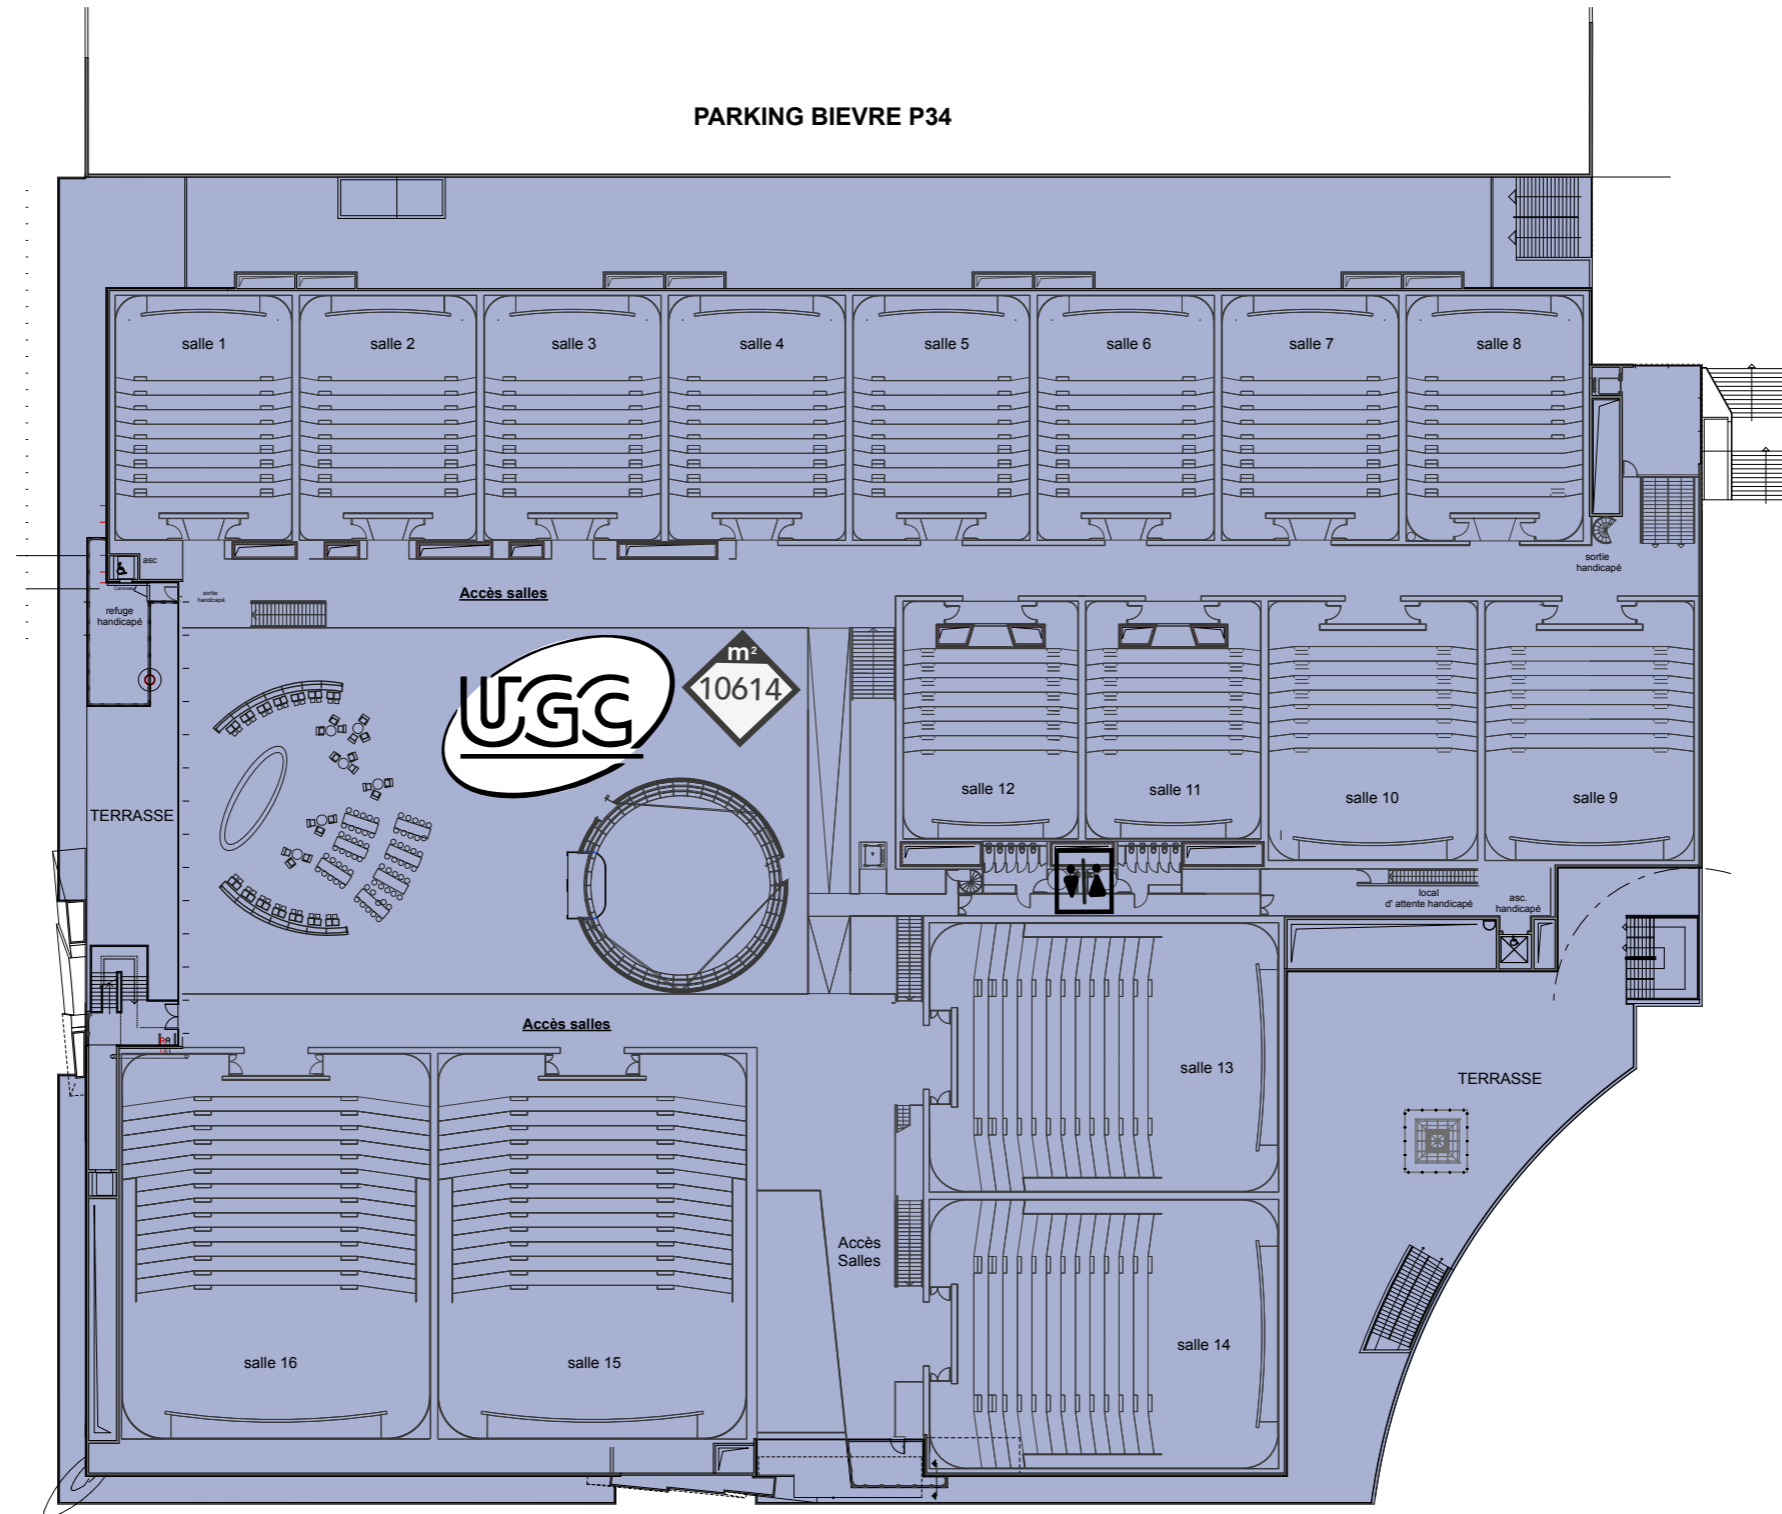 PARKING BIEVRE P34
salle 1
salle 2
salle 3
salle 4
salle 5
salle 6
salle 7
salle 8
asc
sortie
handicapé
refuge
handicapé
sortie
handicapé
Accès salles
UGC
m²
10614
TERRASSE
salle 12
salle 11
salle 10
salle 9
local
d' attente handicapé
asc.
handicapé
Accès salles
salle 13
TERRASSE
Accès
Salles
salle 14
salle 16
salle 15